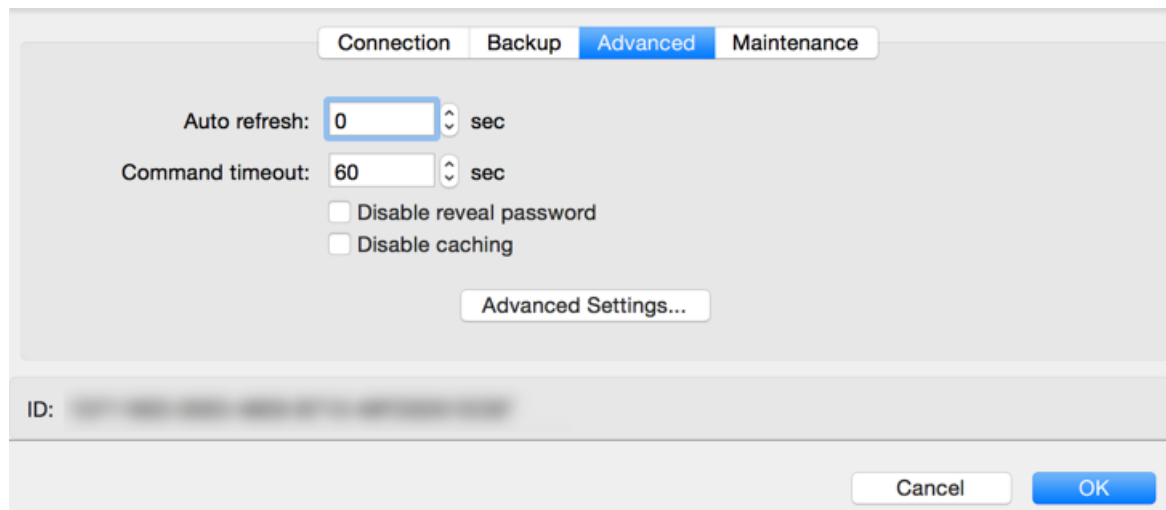 Connection Backup Advanced Maintenance
Auto refresh: 0 sec
Command timeout: 60 sec
Disable reveal password
Disable caching
Advanced Settings...
ID:
Cancel OK